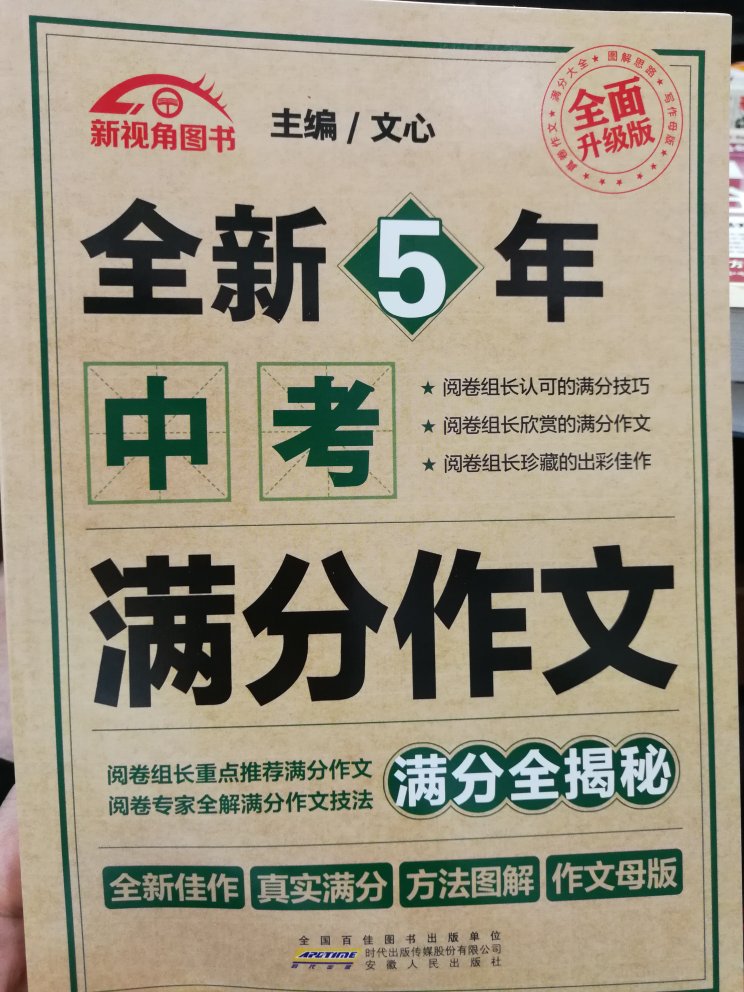 新视角图书
主编/文心
真卷作文★满分大全★图解思路★写作母版
全面
升级版
全新5年
中考
★阅卷组长认可的满分技巧
★阅卷组长欣赏的满分作文
★阅卷组长珍藏的出彩佳作
满分作文
阅卷组长重点推荐满分作文
阅卷专家全解满分作文技法
满分全揭秘
全新佳作 真实满分 方法图解 作文母版
全国百佳图书出版单位
APGTIME
时代出版
时代出版传媒股份有限公司
安徽人民出版社